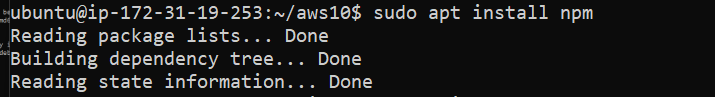 ubuntu@ip-172-31-19-253:~/aws10$ sudo apt install npm
Reading package lists... Done
Building dependency tree... Done
Reading state information... Done